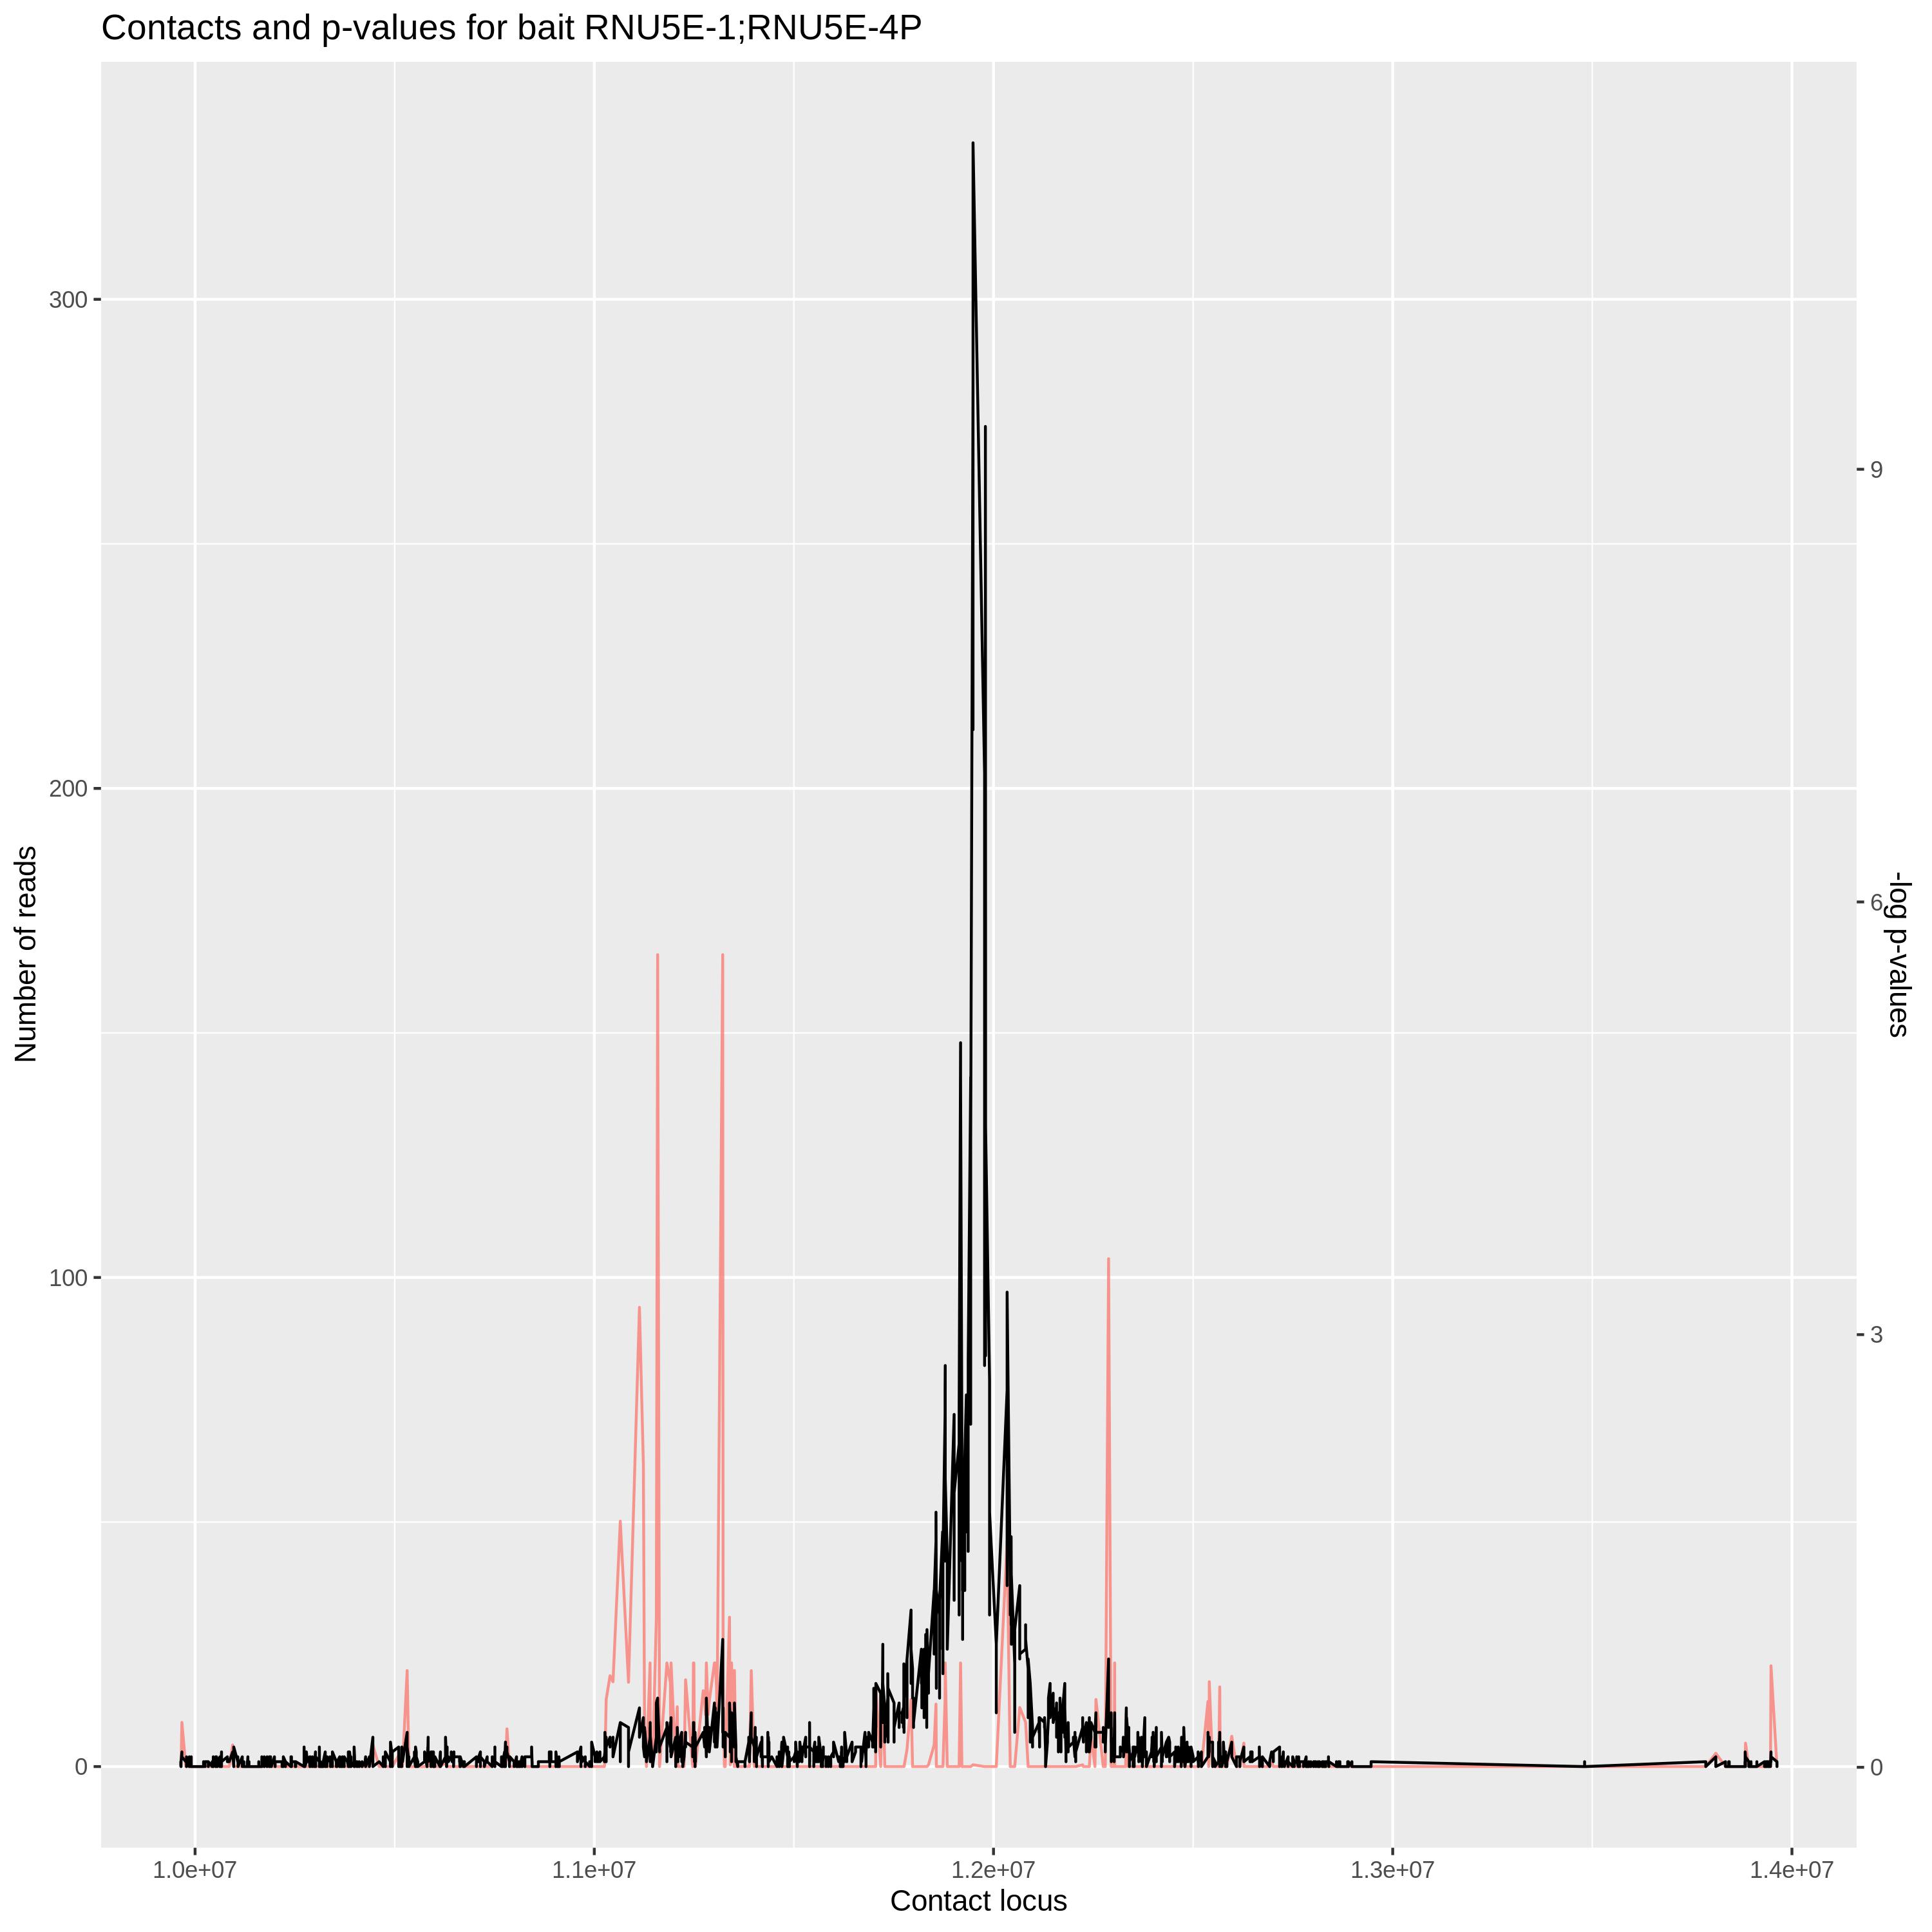 Contacts and p-values for bait RNU5E-1;RNU5E-4P
300
200
100
0
Number of reads
9
6
3
0
-log p-values
1.0e+07
1.1e+07
1.2e+07
1.3e+07
1.4e+07
Contact locus